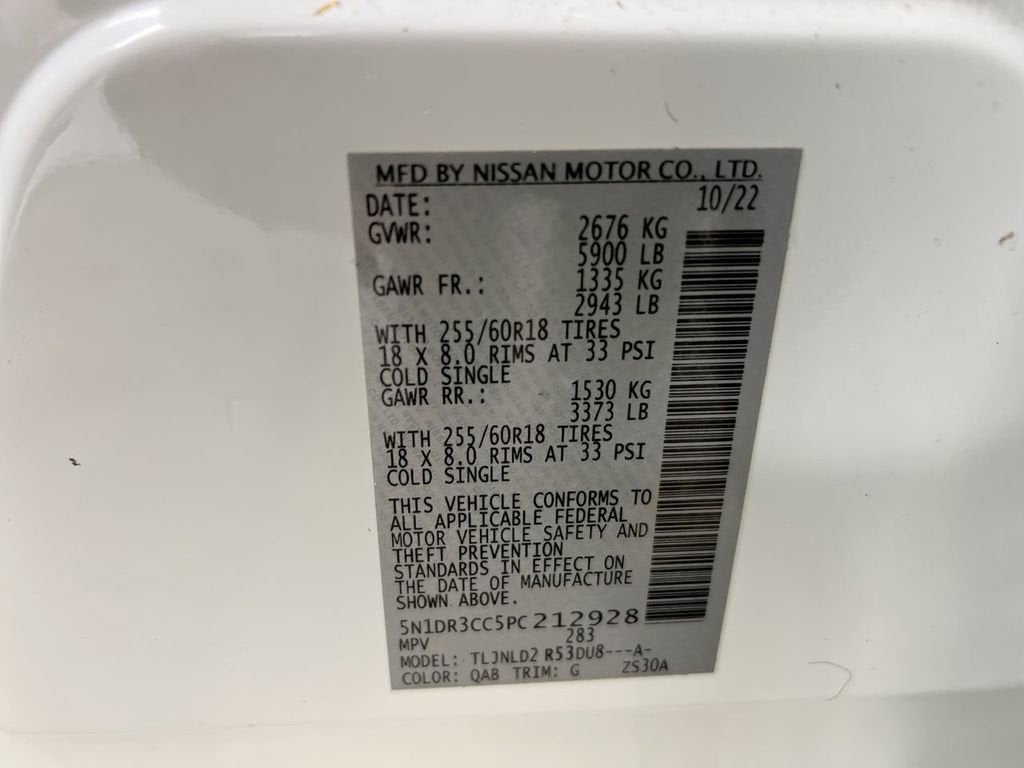 MFD BY NISSAN MOTOR CO., LTD.
DATE: 10/22
GVWR: 2676 KG
5900 LB
GAWR FR.: 1335 KG
2943 LB
WITH 255/60R18 TIRES
18 X 8.0 RIMS AT 33 PSI
COLD SINGLE
GAWR RR.: 1530 KG
3373 LB
WITH 255/60R18 TIRES
18 X 8.0 RIMS AT 33 PSI
COLD SINGLE
THIS VEHICLE CONFORMS TO
ALL APPLICABLE FEDERAL
MOTOR VEHICLE SAFETY AND
THEFT PREVENTION
STANDARDS IN EFFECT ON
THE DATE OF MANUFACTURE
SHOWN ABOVE.
5N1DR3CC5PC212928
MPV 283
MODEL: TLJNLD2 R53DU8---A-
COLOR: QAB TRIM: G ZS30A